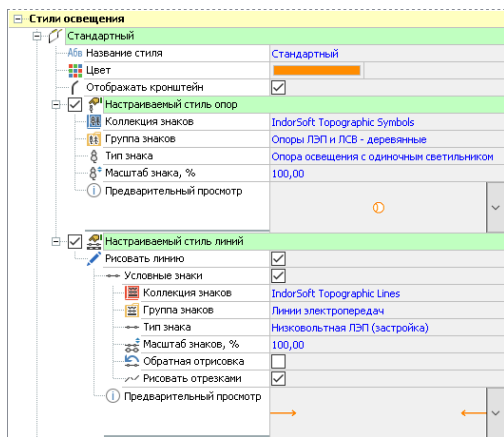 Стили освещения
Стандартный
Абв Название стиля Стандартный
Цвет
Отображать кронштейн
Настраиваемый стиль опор
Коллекция знаков IndorSoft Topographic Symbols
Группа знаков Опоры ЛЭП и ЛСВ - деревянные
Тип знака Опора освещения с одиночным светильником
Масштаб знака, % 100,00
Предварительный просмотр
Настраиваемый стиль линий
Рисовать линию
Условные знаки
Коллекция знаков IndorSoft Topographic Lines
Группа знаков Линии электропередач
Тип знака Низковольтная ЛЭП (застройка)
Масштаб знаков, % 100,00
Обратная отрисовка
Рисовать отрезками
Предварительный просмотр